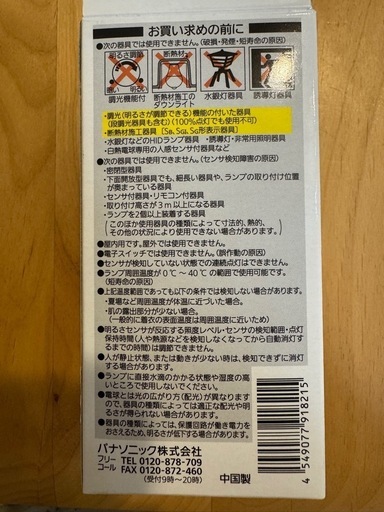 お買い求めの前に
●次の器具では使用できません。(破損・発煙・短寿命の原因)
明るさ調節
暗い 明るい
断熱材
調光機能付
断熱材施工の
ダウンライト
水銀灯器具
誘導灯器具
・調光(明るさが調節できる)機能の付いた器具
(段調光器具も含む)(100%点灯でも使用不可)
・断熱材施工器具(SB、SGI、SG形表示器具)
・水銀灯などのHIDランプ器具 ・誘導灯・非常用照明器具
・白熱電球専用の人感センサ付器具など
●次の器具では使用できません。(センサ検知障害の原因)
・密閉型器具
・下面開放型器具でも、細長い器具や、ランプの取り付け位置
が奥まっている器具
・センサ付器具・リモコン付器具
・取り付け高さが3m以上になる器具
・ランプを2個以上装着する器具
(このほか使用器具の種類によって寸法的、熱的、
その他の状況により使用できない場合があります。)
■屋内用です。屋外では使用できません。
●電子スイッチでは使用できません。(誤作動の原因)
●センサが検知していない状態での連続点灯はできません。
●ランプ周囲温度が0℃~40℃の範囲で使用可能です。
(短寿命の原因)
●上記温度範囲であっても以下の条件では検知しない場合があります。
・夏場など周囲温度が体温に近づいた場合。
・肌の露出部分が少ない場合。
(一般的に着衣の表面温度は周囲温度に近いため)
●明るさセンサが反応する照度レベル・センサの検知範囲・点灯
保持時間(人や熱源などを検知しなくなってから自動消灯
するまでの時間)は調節できません。
●人が静止状態、または動きが少ない時は、検知できずに消灯
する場合があります。
●ランプに直接水滴のかかる状態や湿度の高
いところで使用しないでください。
●電球とは光の広がり方(配光)が異なります
ので、器具の種類によっては適正な配光や明る
さが得られない場合があります。
●器具の種類によっては、保護回路が働き電力を
おさえるため、明るさが低下する場合があります。
パナソニック株式会社
フリー
コール
TEL 0120-878-709
FAX 0120-872-460
(受付9時~20時)
中国製
4 549077 918215